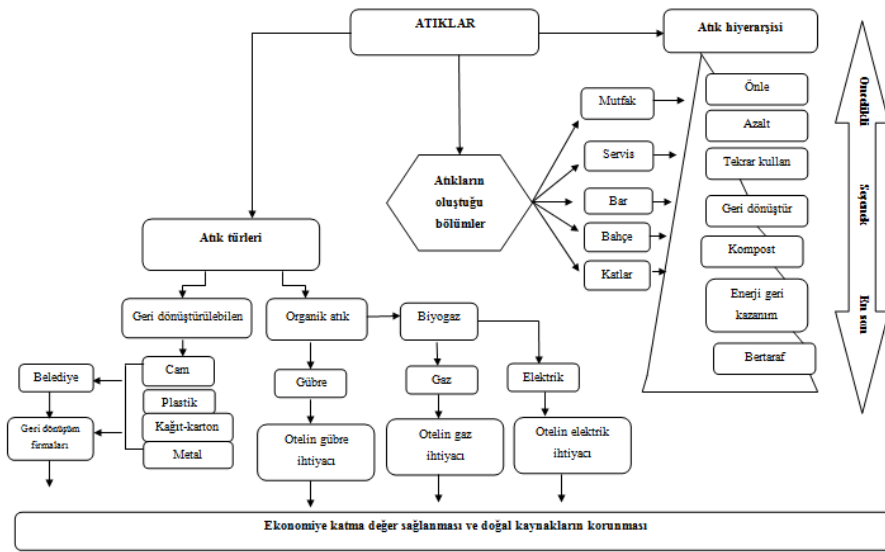 ATIKLAR
Atık hiyerarşisi
Önle
Azalt
Tekrar kullan
Geri dönüştür
Kompost
Enerji geri
kazanım
Bertaraf
Öncelikli
Seçenek
En son
Mutfak
Servis
Bar
Bahçe
Katlar
Atıkların
oluştuğu
bölümler
Atık türleri
Geri dönüştürülebilen
Organik atık
Biyogaz
Belediye
Cam
Plastik
Kağıt-karton
Metal
Geri dönüşüm
firmaları
Gübre
Gaz
Elektrik
Otelin gübre
ihtiyacı
Otelin gaz
ihtiyacı
Otelin elektrik
ihtiyacı
Ekonomiye katma değer sağlanması ve doğal kaynakların korunması